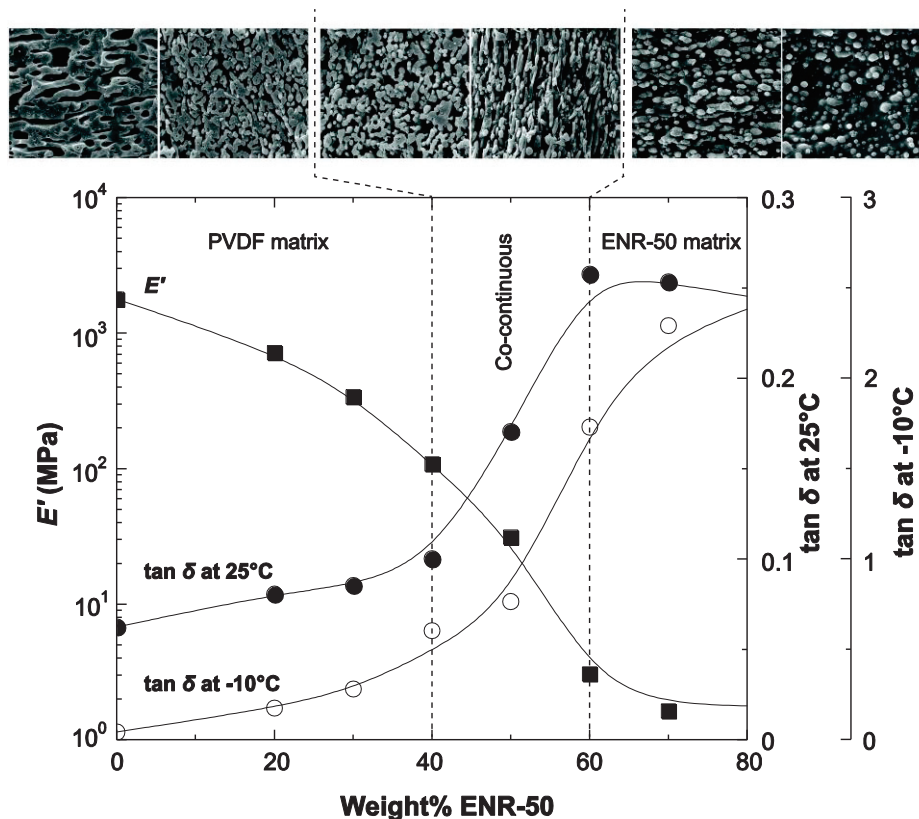 10⁴
10³
10²
10¹
10⁰
E' (MPa)
PVDF matrix
Co-continuous
ENR-50 matrix
E'
tan δ at 25°C
tan δ at -10°C
0.3
0.2
0.1
0
tan δ at 25°C
3
2
1
0
tan δ at -10°C
0 20 40 60 80
Weight% ENR-50